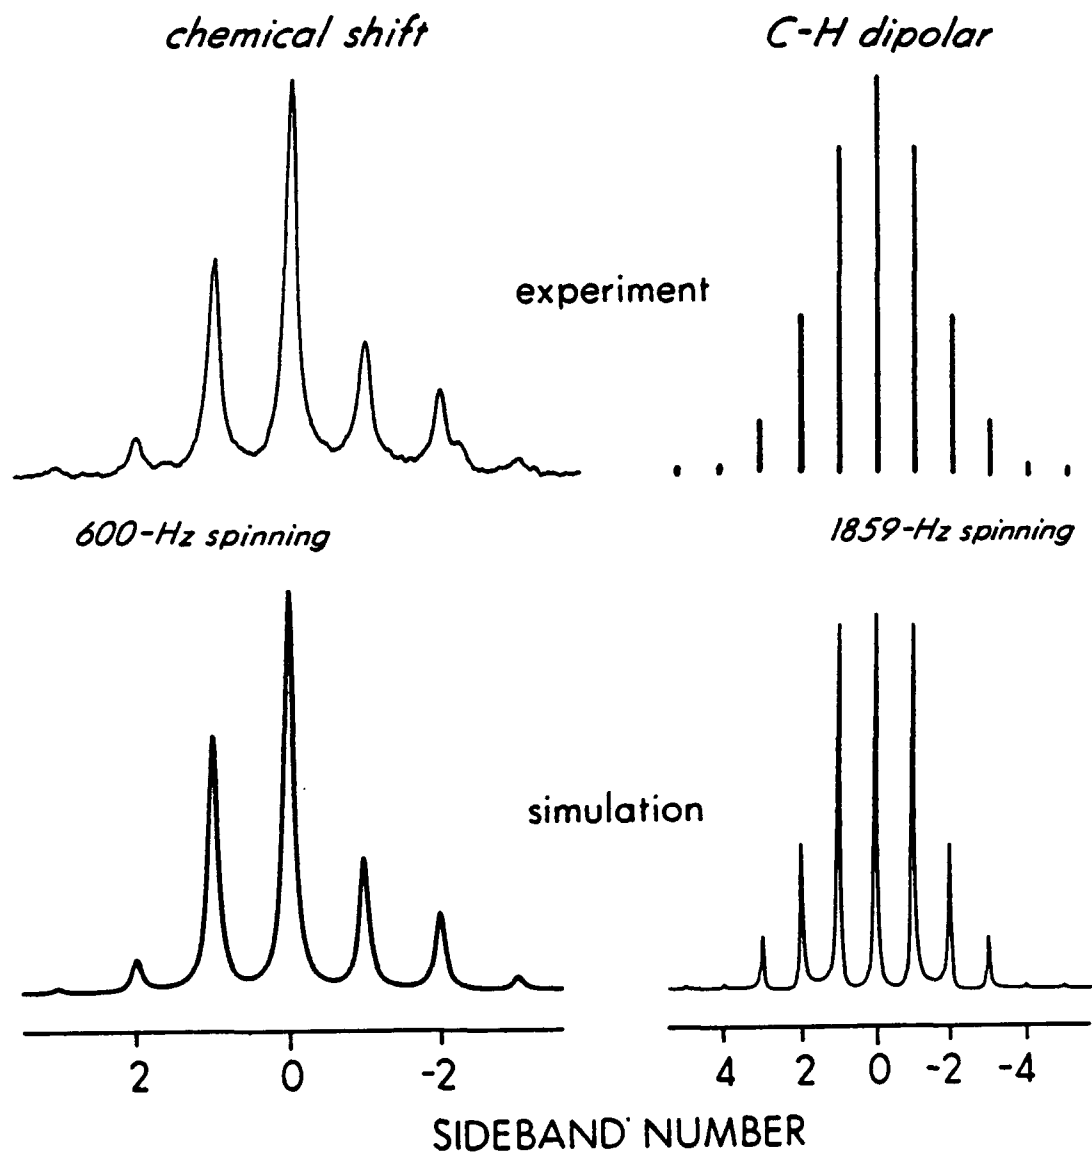 chemical shift
C-H dipolar
experiment
600-Hz spinning
1859-Hz spinning
simulation
2 0 -2
4 2 0 -2 -4
SIDEBAND NUMBER